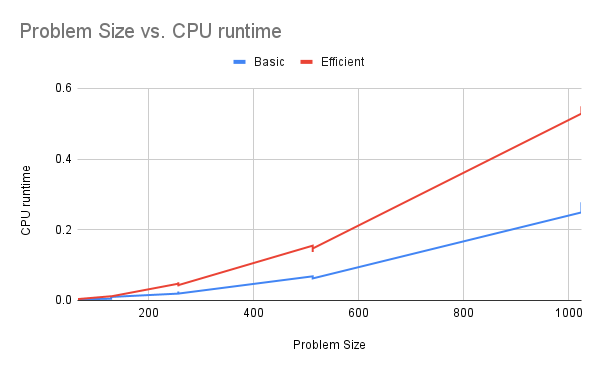 Problem Size vs. CPU runtime
Basic Efficient
0.6
0.4
0.2
0.0
CPU runtime
200 400 600 800 1000
Problem Size